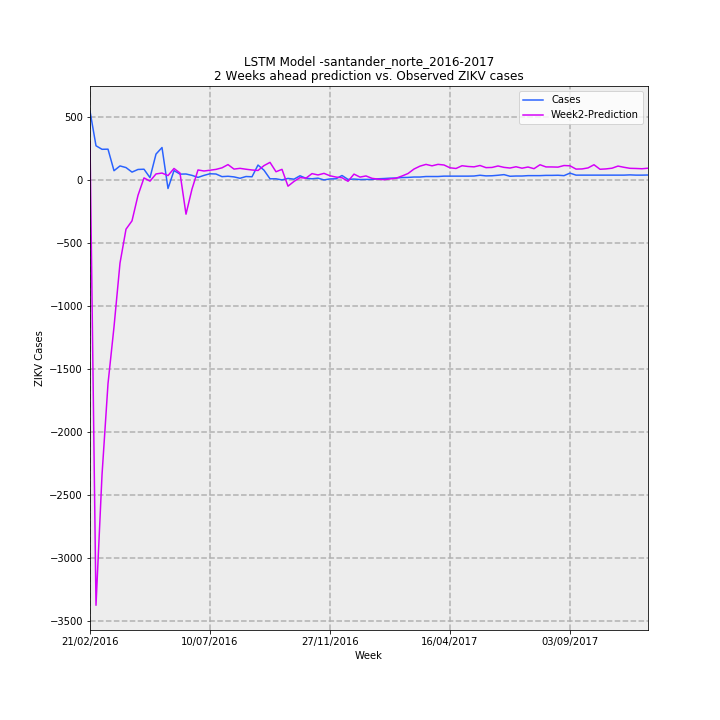 LSTM Model -santander_norte_2016-2017
2 Weeks ahead prediction vs. Observed ZIKV cases
Cases
Week2-Prediction
500
0
−500
−1000
−1500
−2000
−2500
−3000
−3500
ZIKV Cases
21/02/2016
10/07/2016
27/11/2016
16/04/2017
03/09/2017
Week